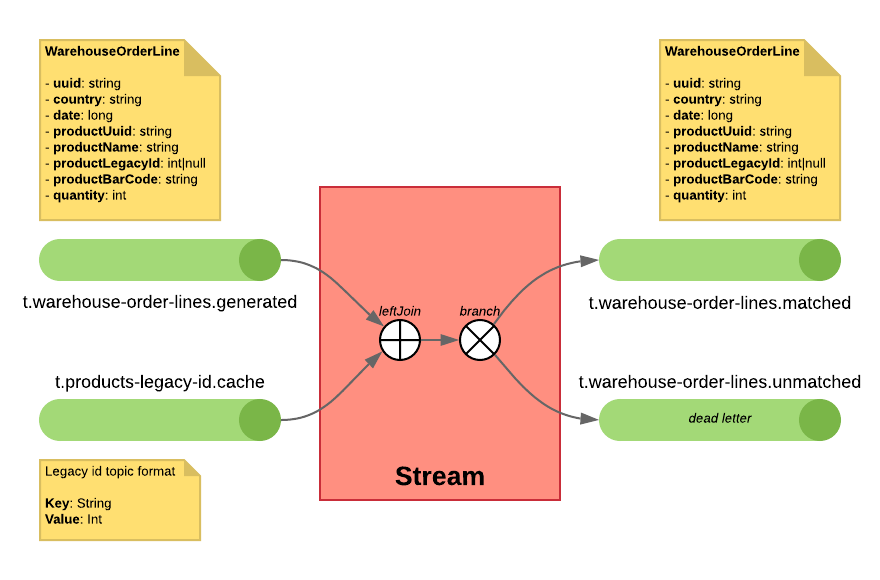 WarehouseOrderLine
- uuid: string
- country: string
- date: long
- productUuid: string
- productName: string
- productLegacyId: int|null
- productBarCode: string
- quantity: int
t.warehouse-order-lines.generated
t.products-legacy-id.cache
Legacy id topic format
Key: String
Value: Int
leftJoin
branch
Stream
WarehouseOrderLine
- uuid: string
- country: string
- date: long
- productUuid: string
- productName: string
- productLegacyId: int|null
- productBarCode: string
- quantity: int
t.warehouse-order-lines.matched
t.warehouse-order-lines.unmatched
dead letter